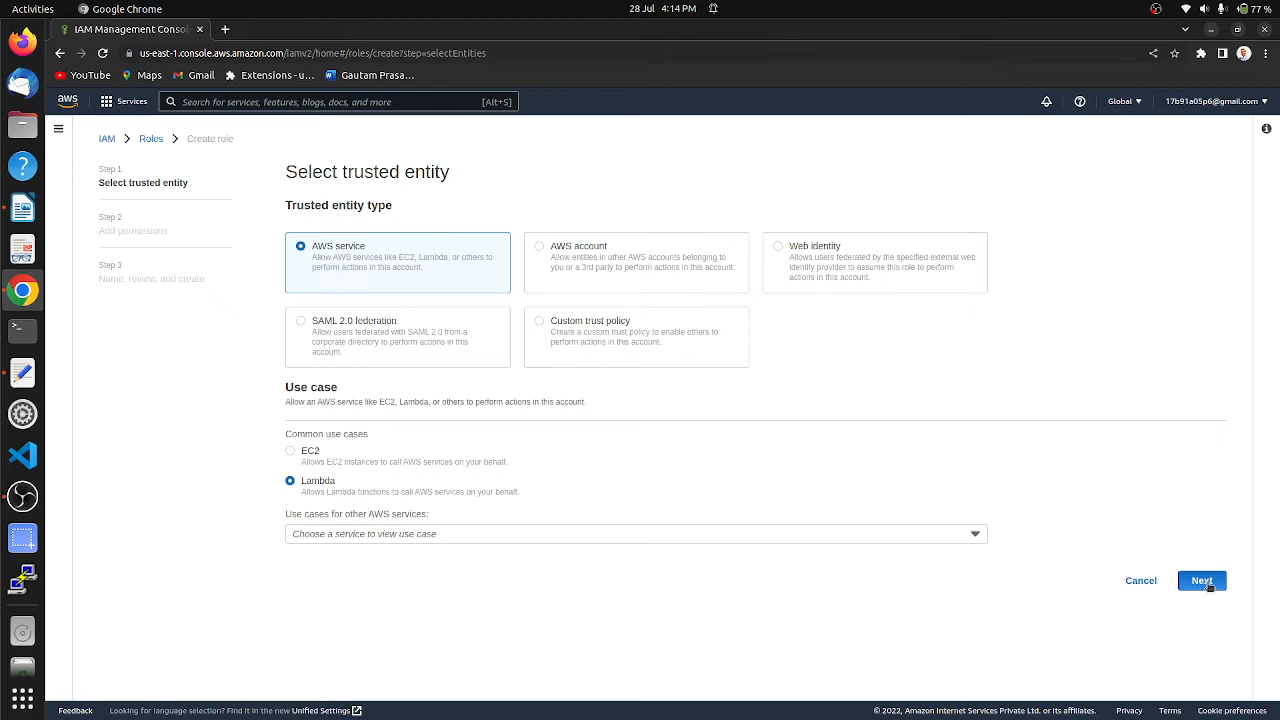 Activities
Google Chrome
28 Jul 4:14 PM
77 %
IAM Management Consol
us-east-1.console.aws.amazon.com/iamv2/home#/roles/create?step=selectEntities
YouTube
Maps
Gmail
Extensions - u...
Gautam Prasa...
aws
Services
Search for services, features, blogs, docs, and more
[Alt+S]
Global
17b91a05p6@gmail.com
IAM
Roles
Create role
Step 1
Select trusted entity
Step 2
Add permissions
Step 3
Name, review, and create
Select trusted entity
Trusted entity type
AWS service
Allow AWS services like EC2, Lambda, or others to
perform actions in this account.
AWS account
Allow entities in other AWS accounts belonging to
you or a 3rd party to perform actions in this account.
Web identity
Allows users federated by the specified external web
identity provider to assume this role to perform
actions in this account.
SAML 2.0 federation
Allow users federated with SAML 2.0 from a
corporate directory to perform actions in this
account.
Custom trust policy
Create a custom trust policy to enable others to
perform actions in this account.
Use case
Allow an AWS service like EC2, Lambda, or others to perform actions in this account.
Common use cases
EC2
Allows EC2 instances to call AWS services on your behalf.
Lambda
Allows Lambda functions to call AWS services on your behalf.
Use cases for other AWS services:
Choose a service to view use case
Cancel
Next
Feedback
Looking for language selection? Find it in the new Unified Settings
© 2022, Amazon Internet Services Private Ltd. or its affiliates.
Privacy
Terms
Cookie preferences